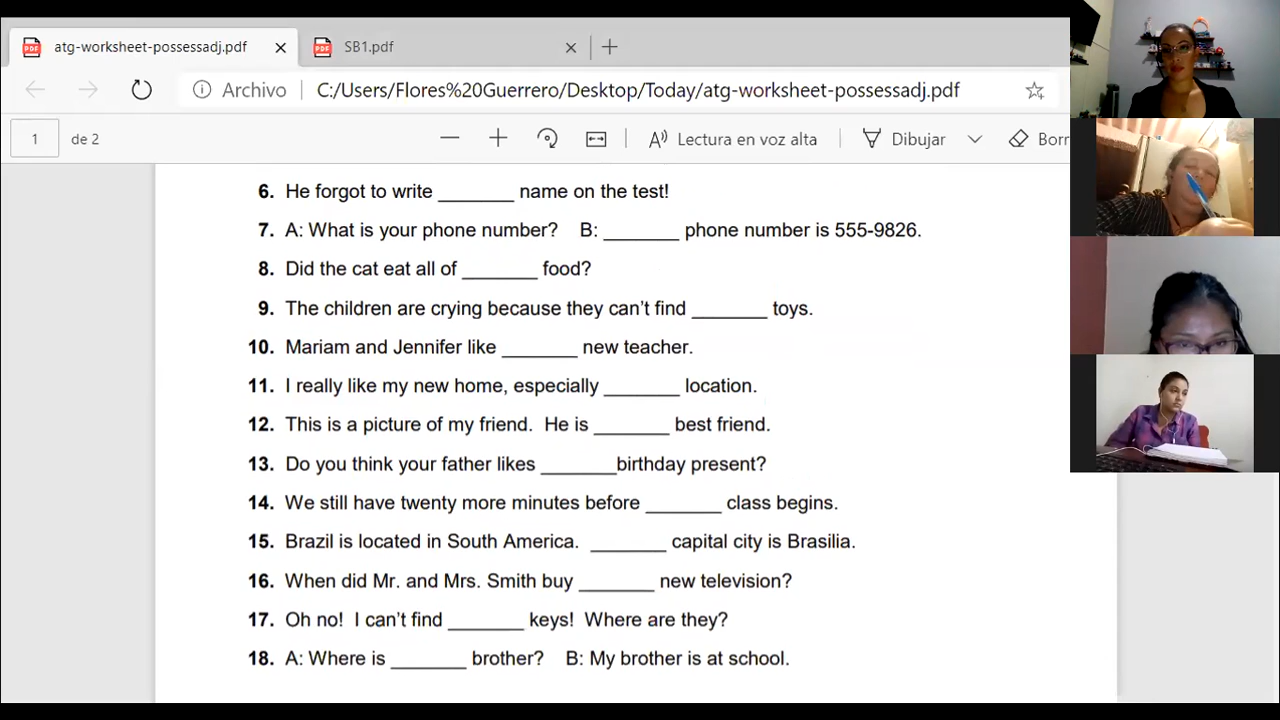 atg-worksheet-possessadj.pdf
SB1.pdf
Archivo
C:/Users/Flores%20Guerrero/Desktop/Today/atg-worksheet-possessadj.pdf
1
de 2
Lectura en voz alta
Dibujar
Borr
6. He forgot to write _______ name on the test!
7. A: What is your phone number? B: _______ phone number is 555-9826.
8. Did the cat eat all of _______ food?
9. The children are crying because they can't find _______ toys.
10. Mariam and Jennifer like _______ new teacher.
11. I really like my new home, especially _______ location.
12. This is a picture of my friend. He is _______ best friend.
13. Do you think your father likes _______birthday present?
14. We still have twenty more minutes before _______ class begins.
15. Brazil is located in South America. _______ capital city is Brasilia.
16. When did Mr. and Mrs. Smith buy _______ new television?
17. Oh no! I can't find _______ keys! Where are they?
18. A: Where is _______ brother? B: My brother is at school.